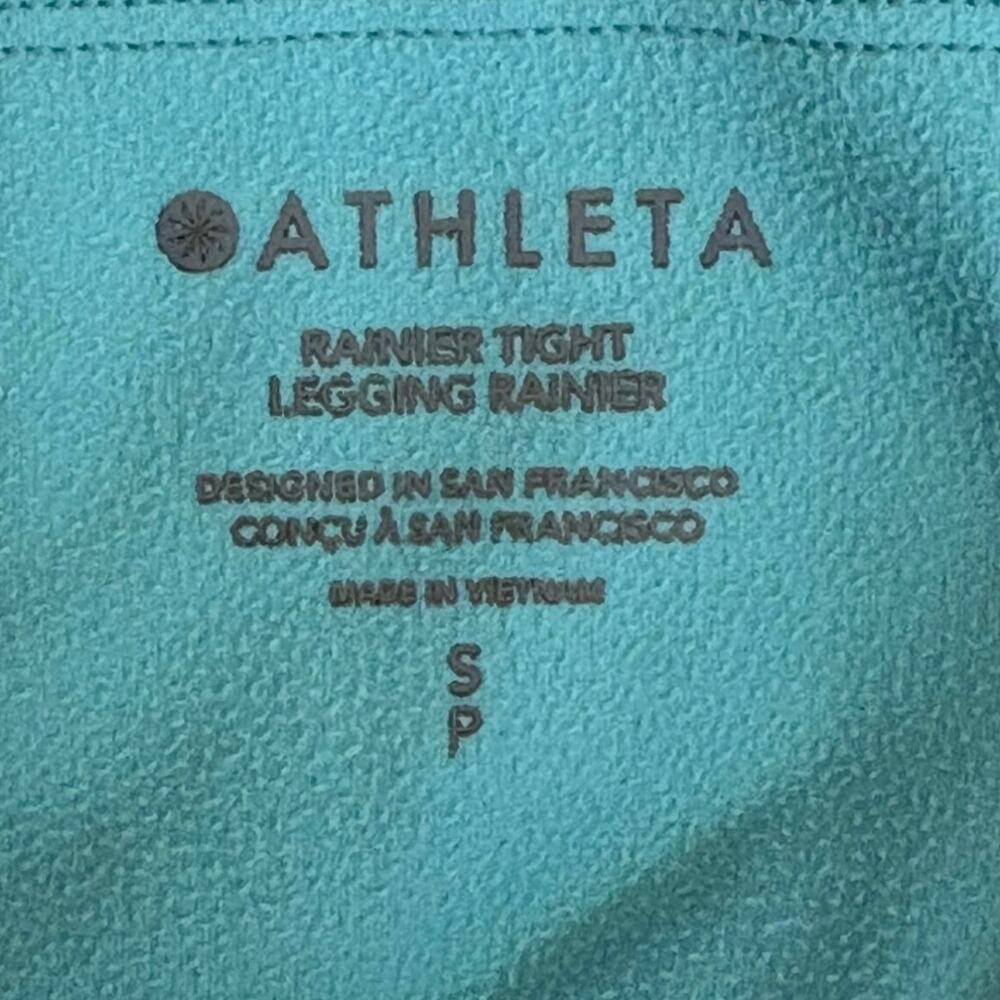 ATHLETA
RAINIER TIGHT
LEGGING RAINIER
DESIGNED IN SAN FRANCISCO
CONÇU À SAN FRANCISCO
MADE IN VIETNAM
S
P